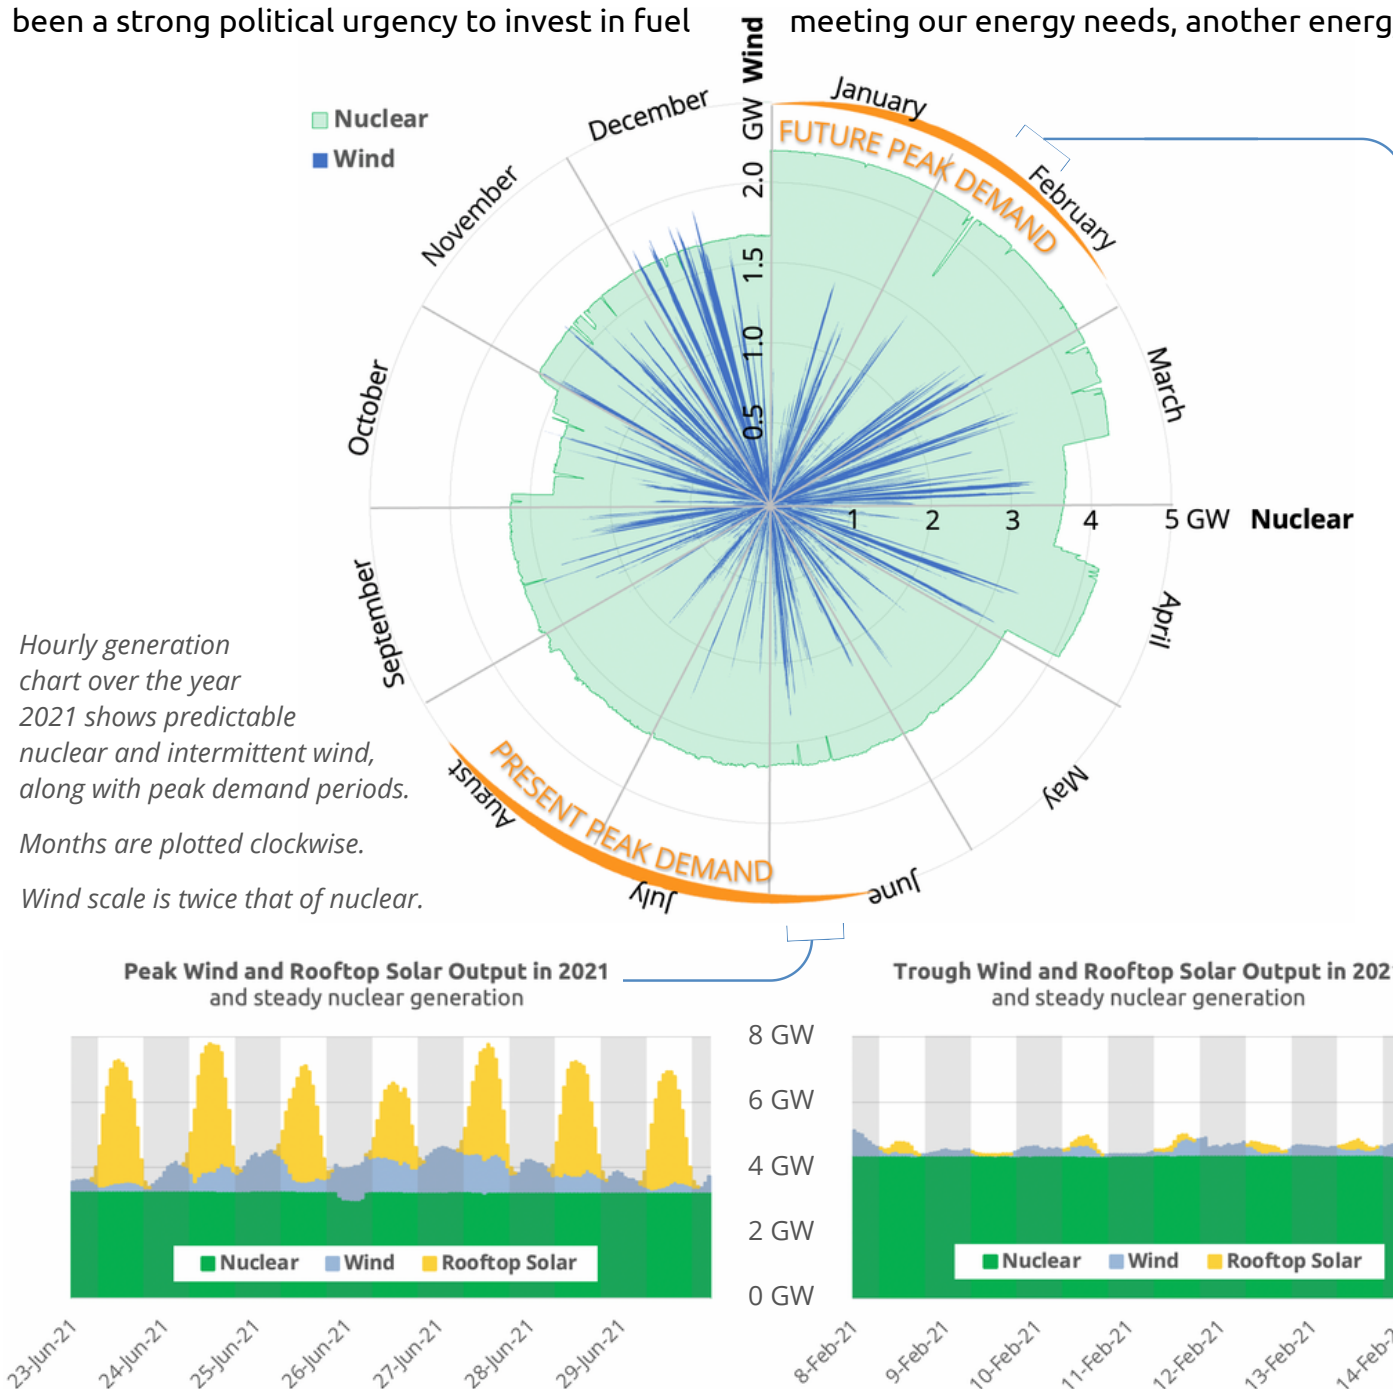 been a strong political urgency to invest in fuel
meeting our energy needs, another energ
Nuclear
Wind
GW Wind
2.0
1.5
1.0
0.5
January
February
March
April
May
June
July
August
September
October
November
December
FUTURE PEAK DEMAND
PRESENT PEAK DEMAND
1 2 3 4 5 GW Nuclear
Hourly generation
chart over the year
2021 shows predictable
nuclear and intermittent wind,
along with peak demand periods.
Months are plotted clockwise.
Wind scale is twice that of nuclear.
Peak Wind and Rooftop Solar Output in 2021
and steady nuclear generation
Nuclear Wind Rooftop Solar
23-Jun-21 24-Jun-21 25-Jun-21 26-Jun-21 27-Jun-21 28-Jun-21 29-Jun-21
8 GW
6 GW
4 GW
2 GW
0 GW
Trough Wind and Rooftop Solar Output in 202
and steady nuclear generation
Nuclear Wind Rooftop Solar
8-Feb-21 9-Feb-21 10-Feb-21 11-Feb-21 12-Feb-21 13-Feb-21 14-Feb-2